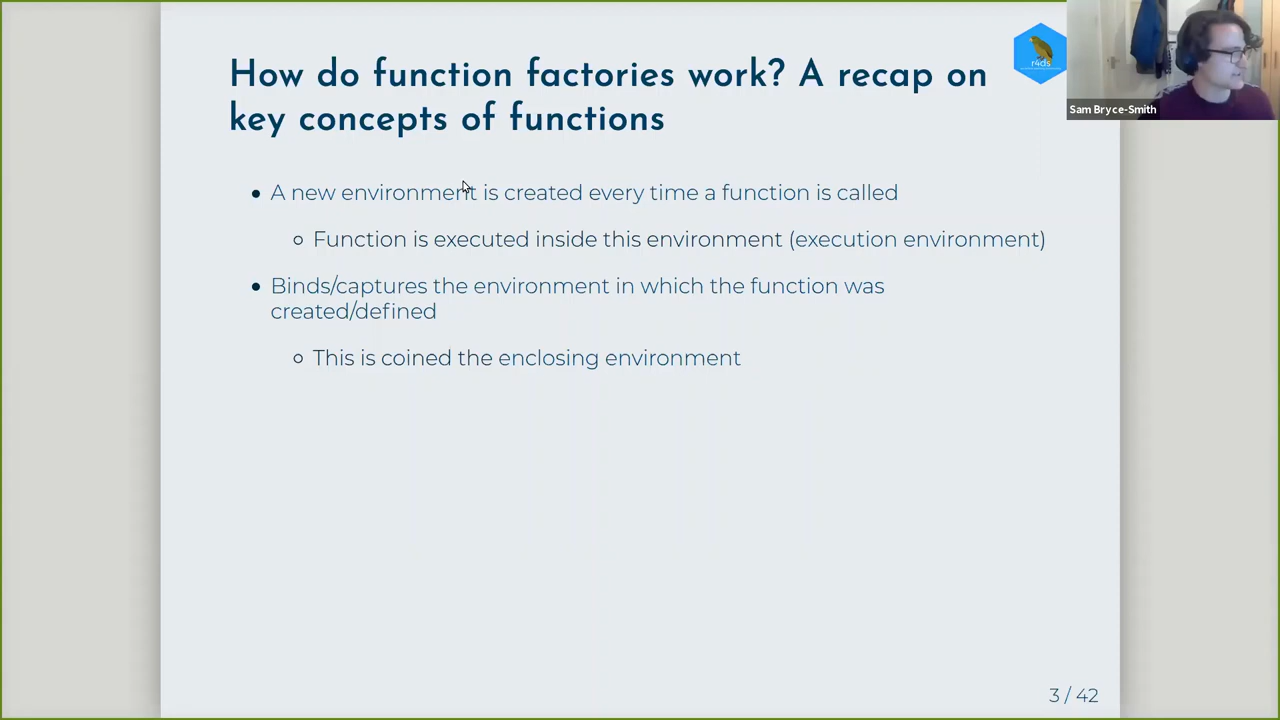 How do function factories work? A recap on
key concepts of functions
r4ds
Sam Bryce-Smith
• A new environment is created every time a function is called
◦ Function is executed inside this environment (execution environment)
• Binds/captures the environment in which the function was
created/defined
◦ This is coined the enclosing environment
3 / 42